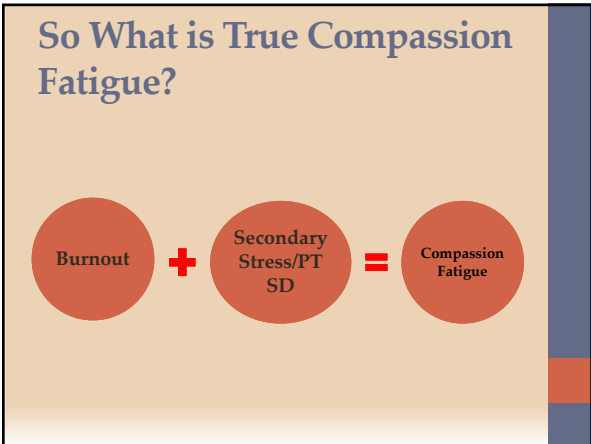 So What is True Compassion
Fatigue?
Burnout
+
Secondary
Stress/PT
SD
=
Compassion
Fatigue